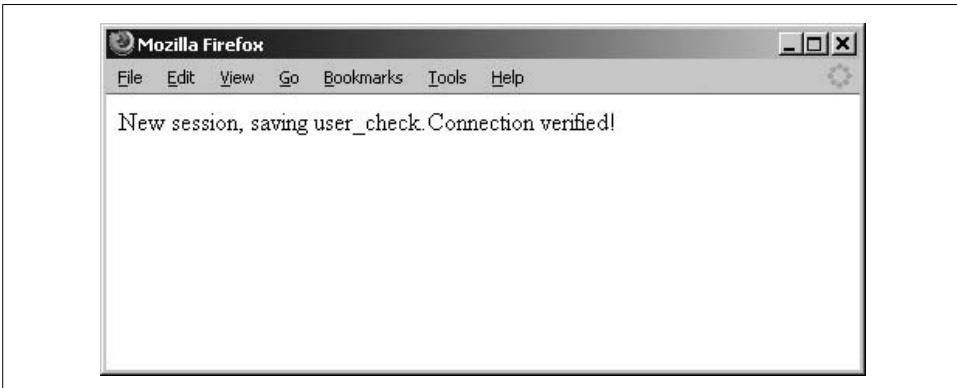 Mozilla Firefox
File Edit View Go Bookmarks Tools Help
New session, saving user_check.Connection verified!